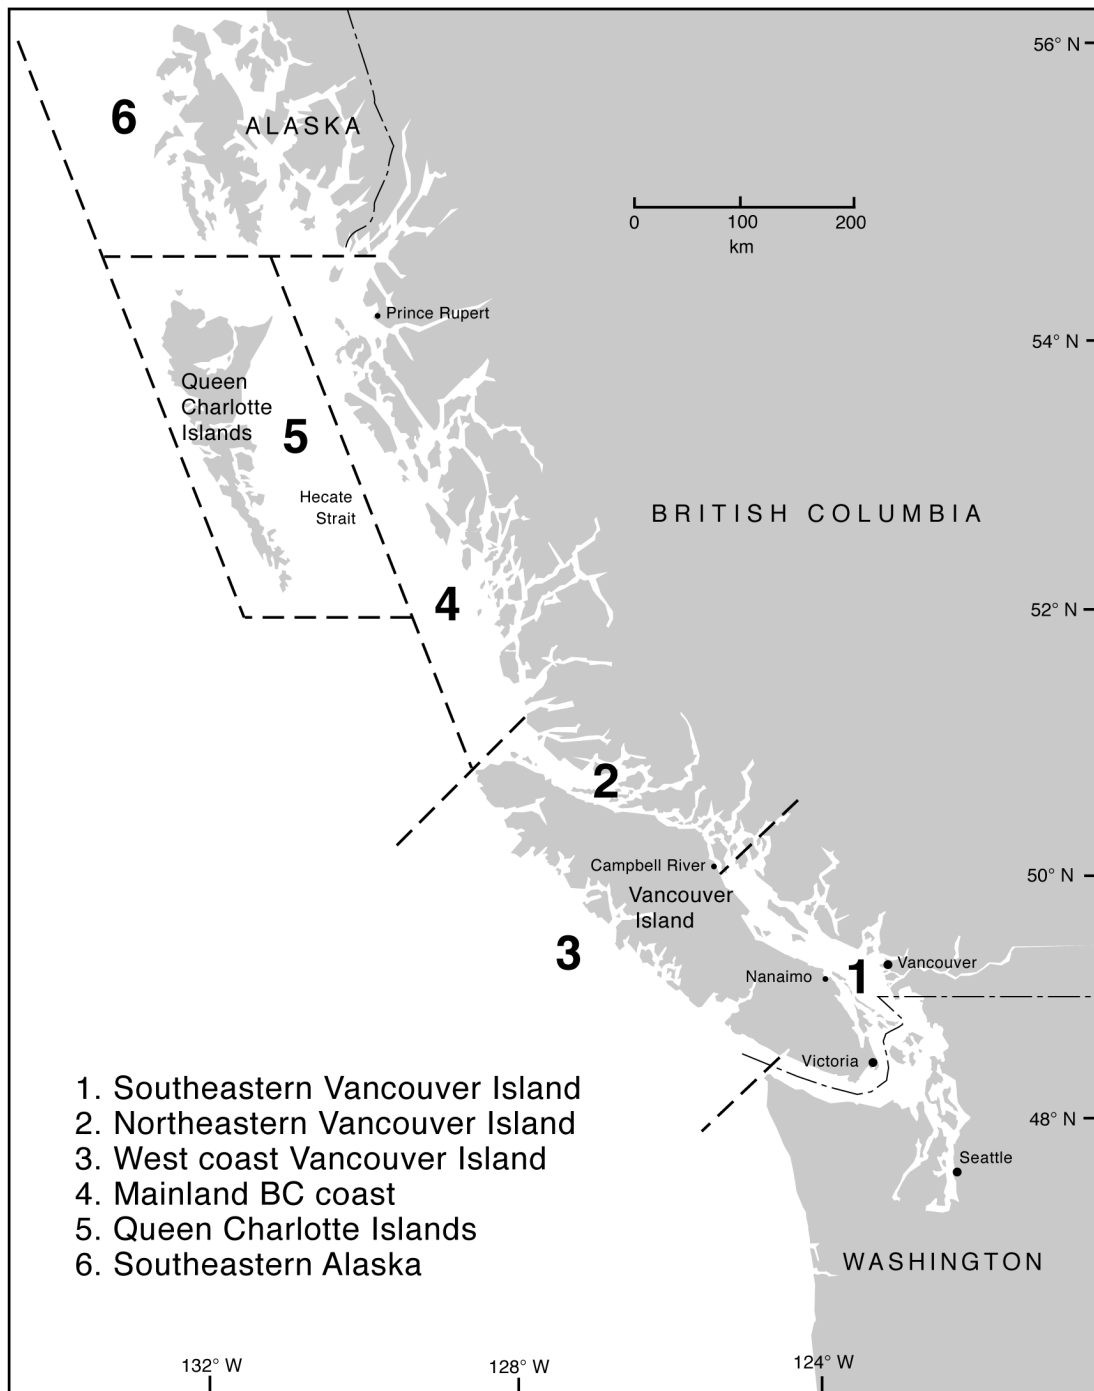 56° N
6
ALASKA
0 100 200
km
Prince Rupert
54° N
Queen
Charlotte
Islands
5
Hecate
Strait
BRITISH COLUMBIA
4
52° N
2
Campbell River
50° N
Vancouver
Island
3
1
Vancouver
Nanaimo
Victoria
1. Southeastern Vancouver Island
2. Northeastern Vancouver Island
3. West coast Vancouver Island
4. Mainland BC coast
5. Queen Charlotte Islands
6. Southeastern Alaska
48° N
Seattle
WASHINGTON
132° W
128° W
124° W